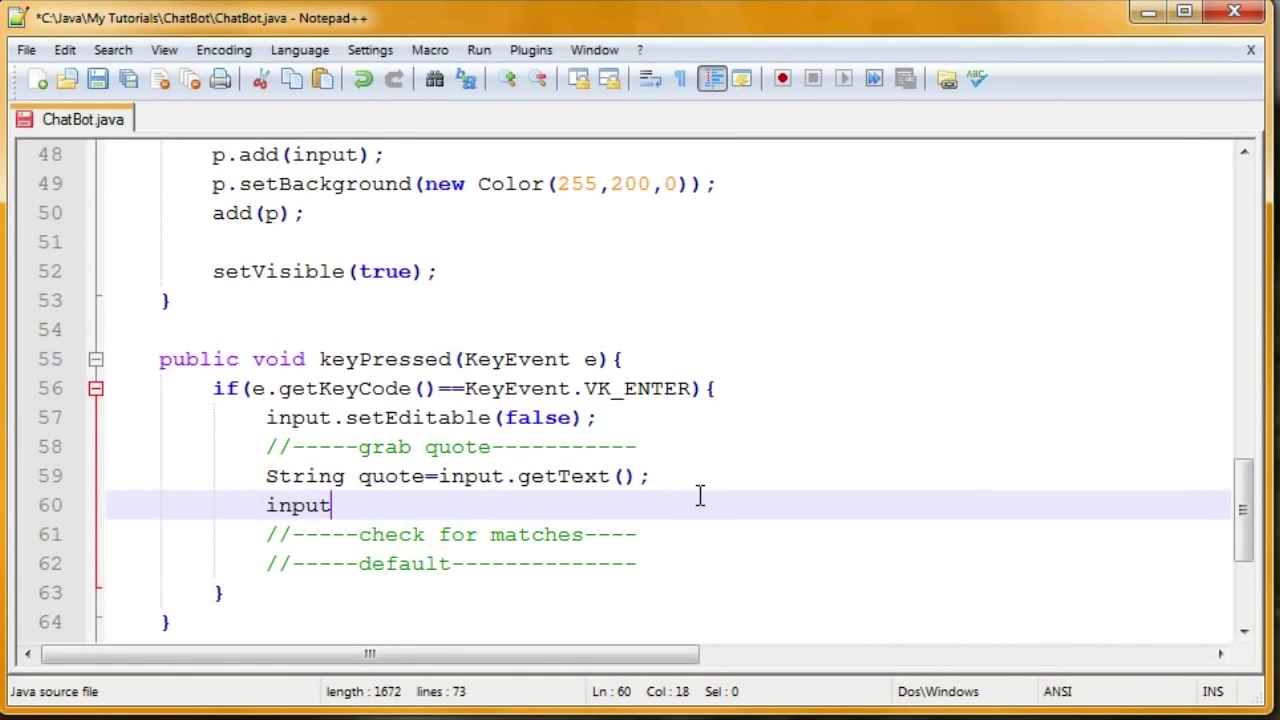 *C:\Java\My Tutorials\ChatBot\ChatBot.java - Notepad++
File Edit Search View Encoding Language Settings Macro Run Plugins Window ? X
ABC
ChatBot.java
48 p.add(input);
49 p.setBackground(new Color(255,200,0));
50 add(p);
51
52 setVisible(true);
53 }
54
55 public void keyPressed(KeyEvent e){
56 if(e.getKeyCode()==KeyEvent.VK_ENTER){
57 input.setEditable(false);
58 //-----grab quote-----------
59 String quote=input.getText();
60 input
61 //-----check for matches----
62 //-----default--------------
63 }
64 }
Java source file length : 1672 lines : 73 Ln : 60 Col : 18 Sel : 0 Dos\Windows ANSI INS